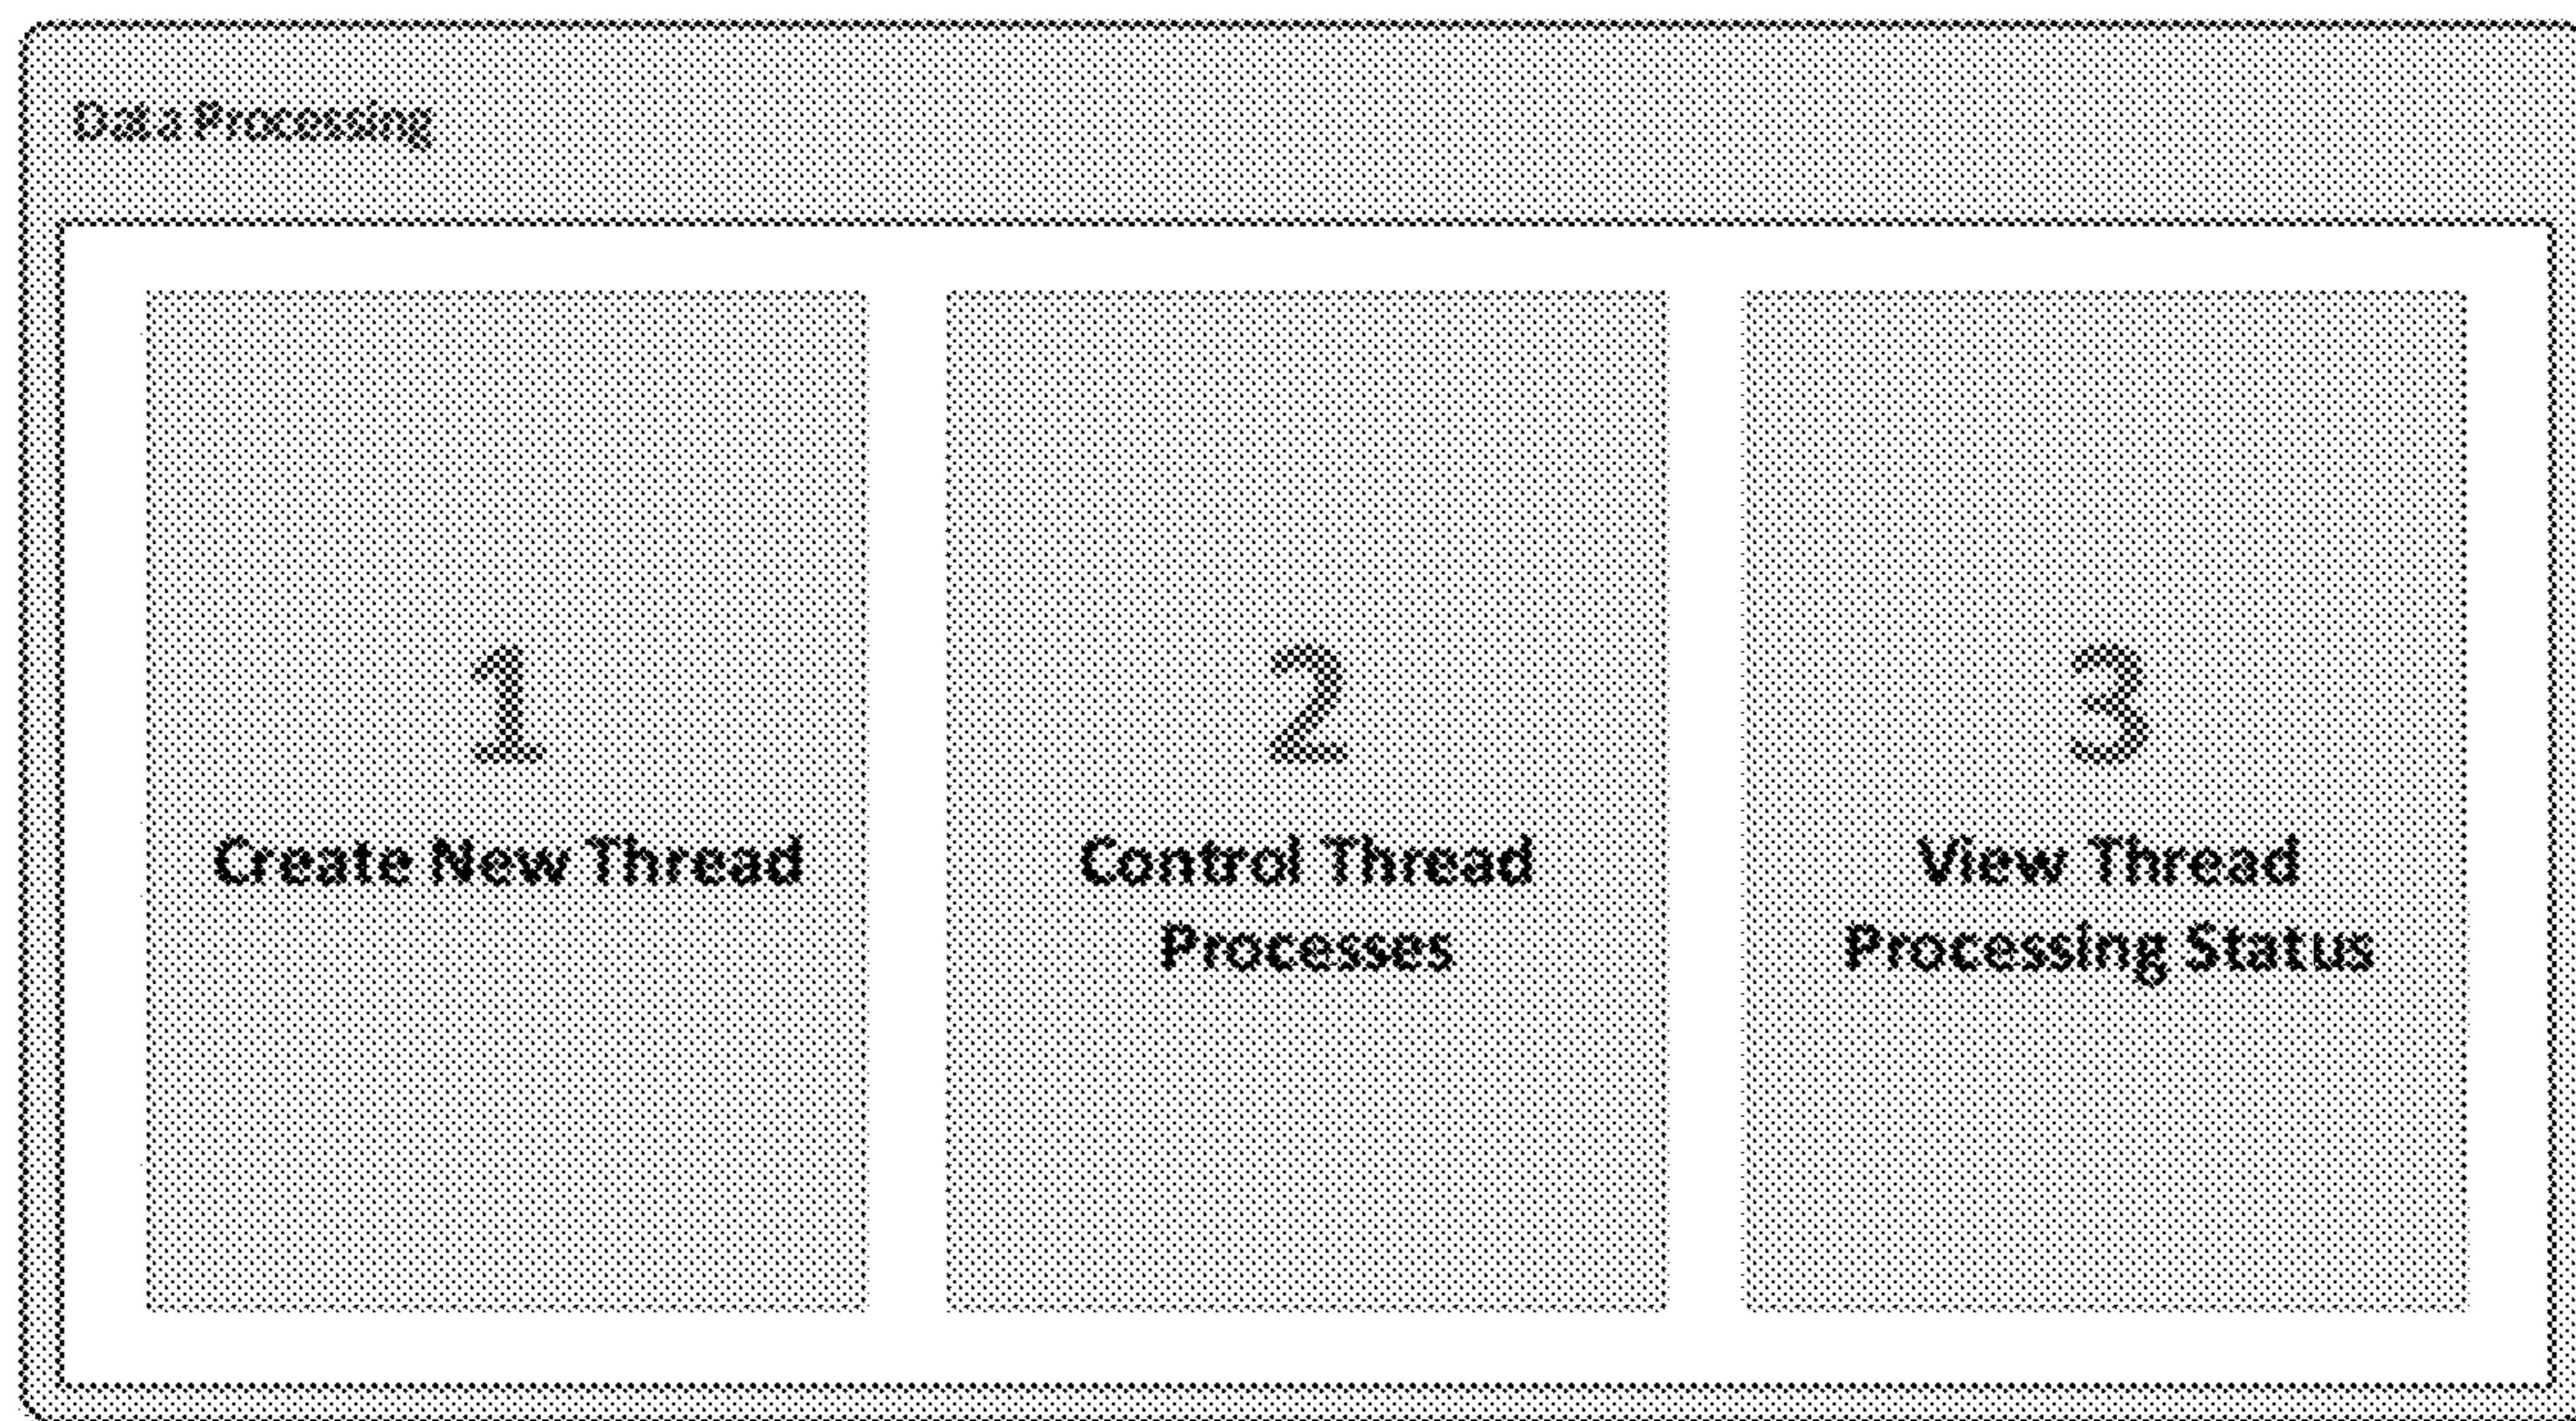 Data Processing
1
Create New Thread
2
Control Thread
Processes
3
View Thread
Processing Status